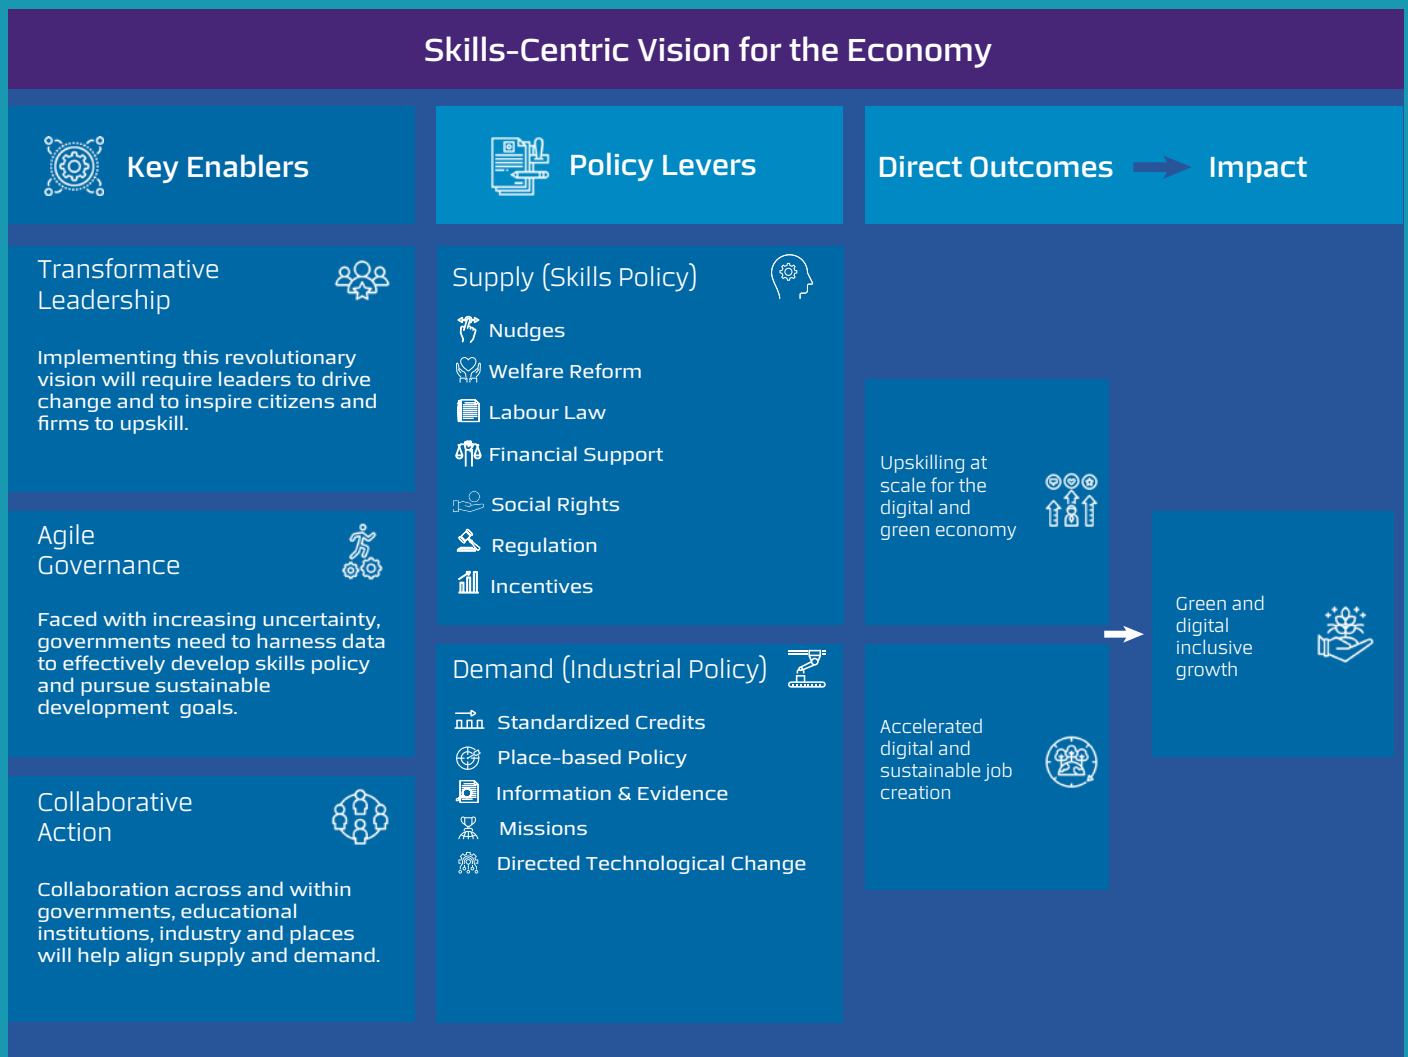 Skills-Centric Vision for the Economy
Key Enablers
Policy Levers
Direct Outcomes
Impact
Transformative
Leadership
Implementing this revolutionary
vision will require leaders to drive
change and to inspire citizens and
firms to upskill.
Agile
Governance
Faced with increasing uncertainty,
governments need to harness data
to effectively develop skills policy
and pursue sustainable
development goals.
Collaborative
Action
Collaboration across and within
governments, educational
institutions, industry and places
will help align supply and demand.
Supply (Skills Policy)
Nudges
Welfare Reform
Labour Law
Financial Support
Social Rights
Regulation
Incentives
Demand (Industrial Policy)
Standardized Credits
Place-based Policy
Information & Evidence
Missions
Directed Technological Change
Upskilling at
scale for the
digital and
green economy
Accelerated
digital and
sustainable job
creation
Green and
digital
inclusive
growth